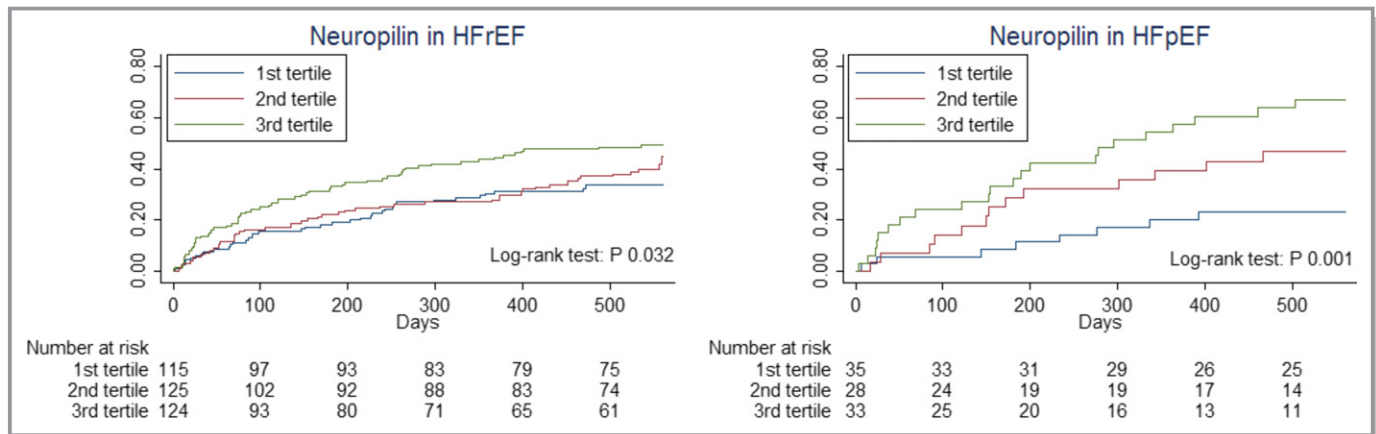 Neuropilin in HFrEF
0.80
0.60
0.40
0.20
0.00
1st tertile
2nd tertile
3rd tertile
Log-rank test: P 0.032
0 100 200 300 400 500
Days
Number at risk
1st tertile 115 97 93 83 79 75
2nd tertile 125 102 92 88 83 74
3rd tertile 124 93 80 71 65 61
Neuropilin in HFpEF
0.80
0.60
0.40
0.20
0.00
1st tertile
2nd tertile
3rd tertile
Log-rank test: P 0.001
0 100 200 300 400 500
Days
Number at risk
1st tertile 35 33 31 29 26 25
2nd tertile 28 24 19 19 17 14
3rd tertile 33 25 20 16 13 11